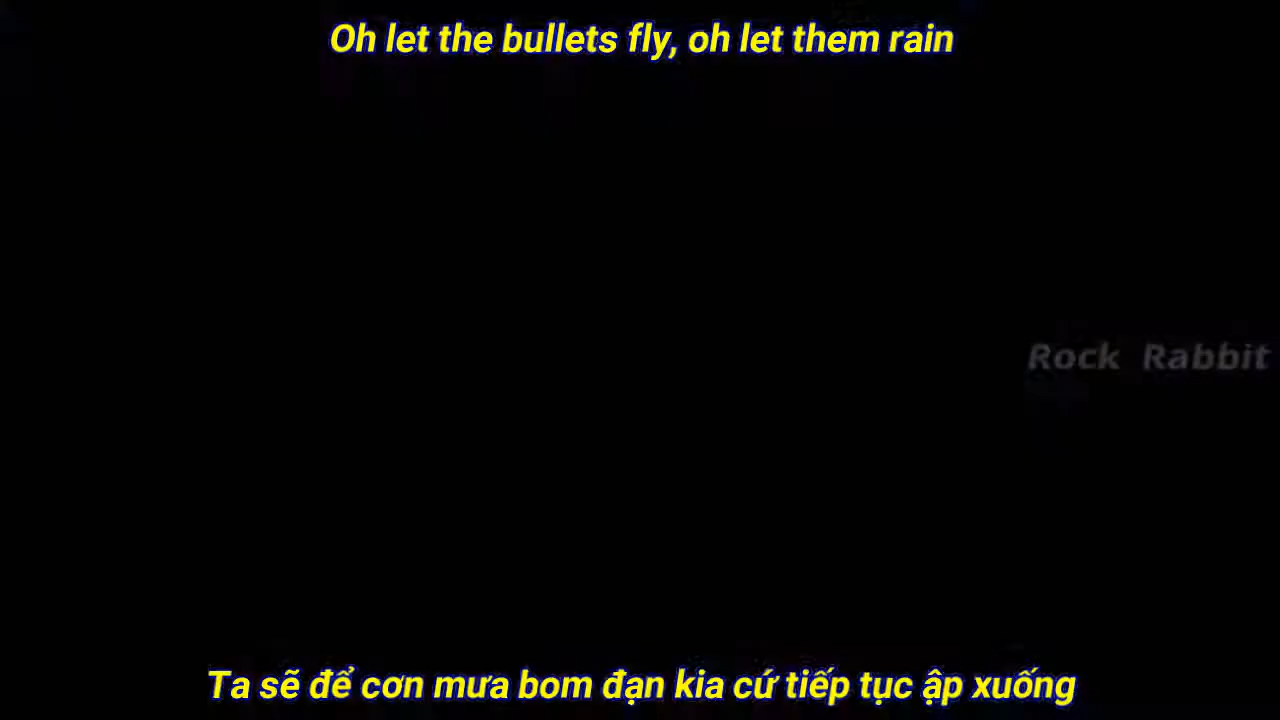 Oh let the bullets fly, oh let them rain
Rock Rabbit
Ta sẽ để cơn mưa bom đạn kia cứ tiếp tục ập xuống